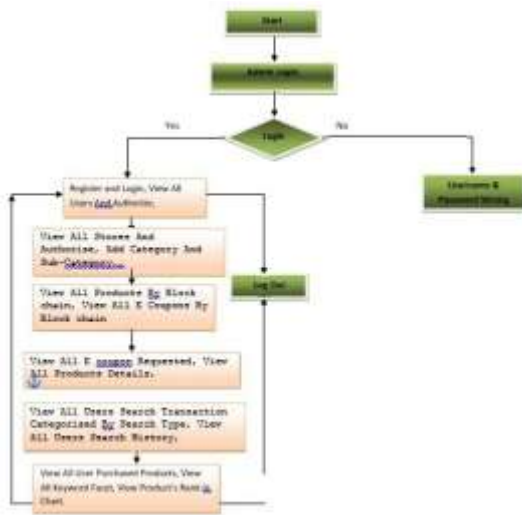 Start
Admin Login
Login
Yes
No
Username &
Password Wrong
Register and Login, View All
Users And Authorize,
View All Stores And
Authorize, Add Category And
Sub-Category,
View All Products By Block
chain, View All E Coupons By
Block chain
Log Out
View All E coupon Requested, View
All Products Details.
View All Users Search Transaction
Categorized By Search Type, View
All Users Search History,
View All User Purchased Products, View
All Keyword Facet, View Product's Rank in
Chart